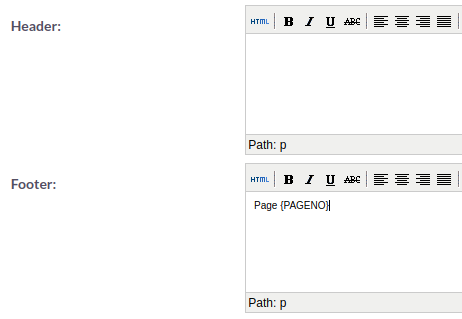 Header:
HTML B I U ABC
Path: p
Footer:
HTML B I U ABC
Page {PAGENO}
Path: p